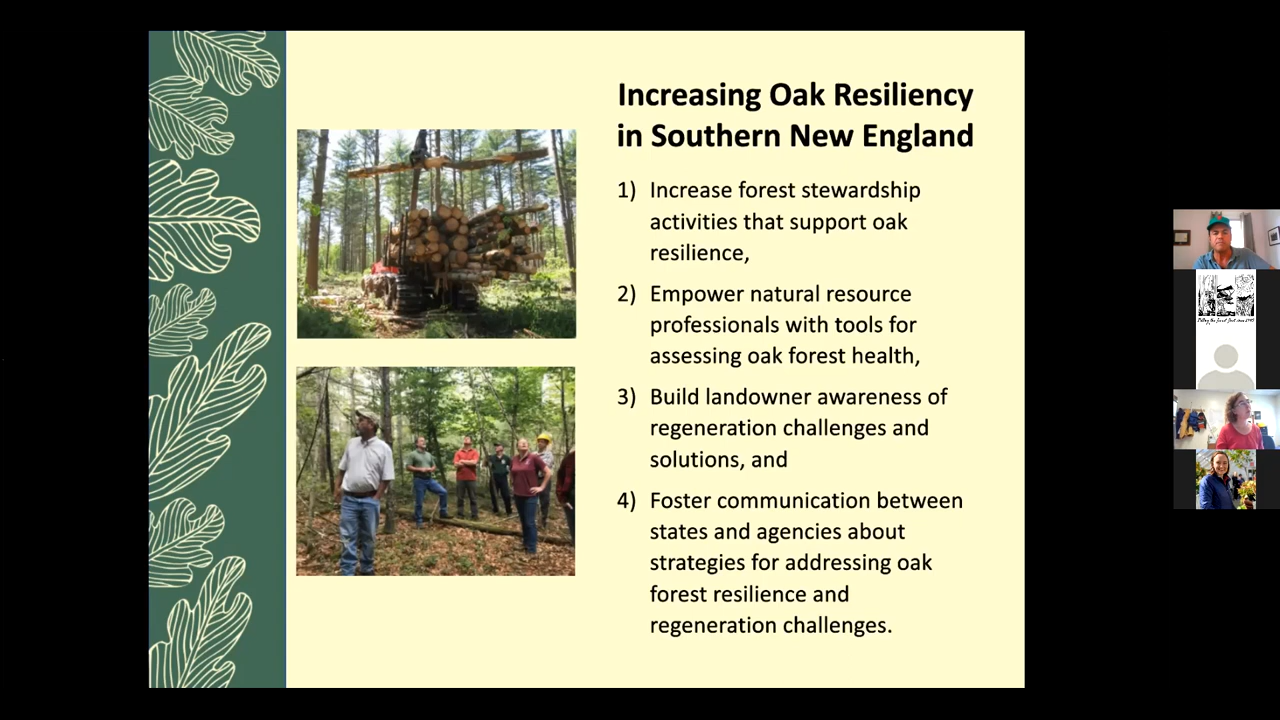 Increasing Oak Resiliency
in Southern New England
1) Increase forest stewardship
activities that support oak
resilience,
2) Empower natural resource
professionals with tools for
assessing oak forest health,
3) Build landowner awareness of
regeneration challenges and
solutions, and
4) Foster communication between
states and agencies about
strategies for addressing oak
forest resilience and
regeneration challenges.